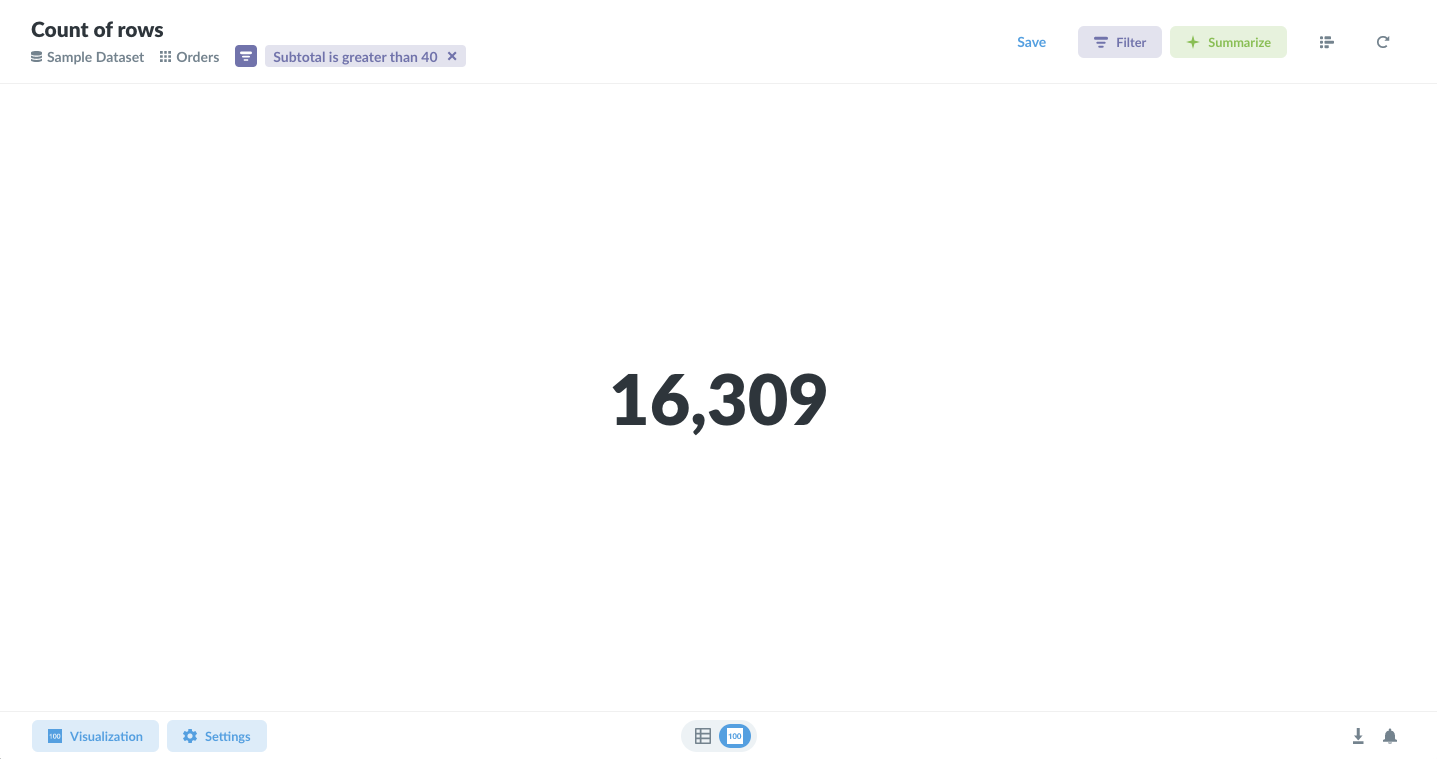 Count of rows
Sample Dataset Orders Subtotal is greater than 40
Save Filter Summarize
16,309
100 Visualization Settings 100